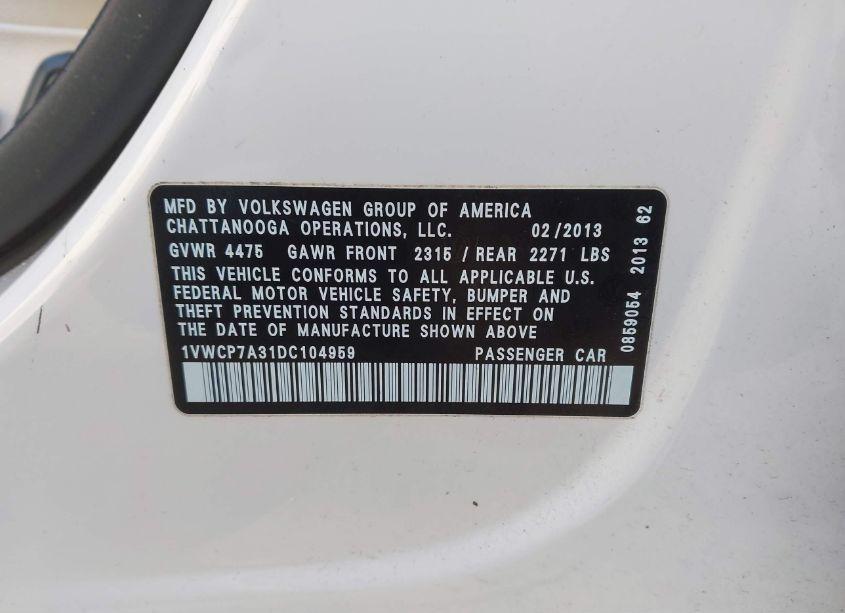 MFD BY VOLKSWAGEN GROUP OF AMERICA
CHATTANOOGA OPERATIONS, LLC. 02/2013
GVWR 4475 GAWR FRONT 2315 / REAR 2271 LBS
THIS VEHICLE CONFORMS TO ALL APPLICABLE U.S.
FEDERAL MOTOR VEHICLE SAFETY, BUMPER AND
THEFT PREVENTION STANDARDS IN EFFECT ON
THE DATE OF MANUFACTURE SHOWN ABOVE
1VWCP7A31DC104959 PASSENGER CAR
0859054 2013 62